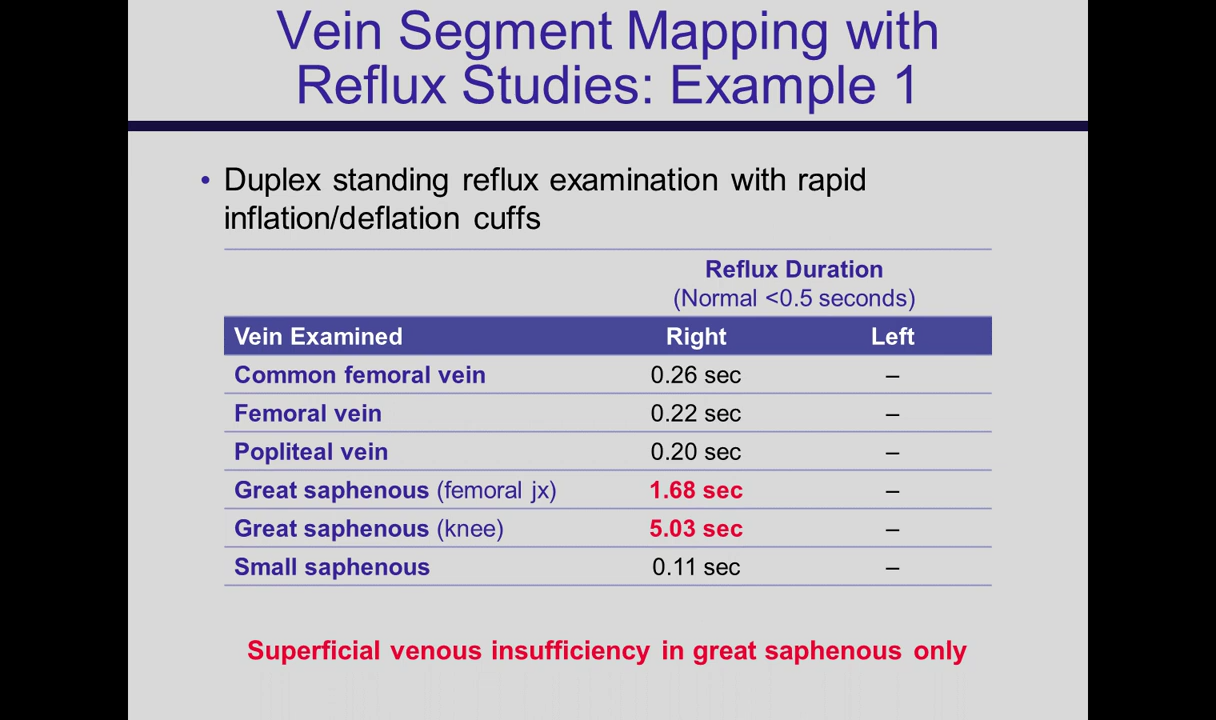 Vein Segment Mapping with
Reflux Studies: Example 1
• Duplex standing reflux examination with rapid
inflation/deflation cuffs
Reflux Duration
(Normal <0.5 seconds)
Vein Examined Right Left
Common femoral vein 0.26 sec –
Femoral vein 0.22 sec –
Popliteal vein 0.20 sec –
Great saphenous (femoral jx) 1.68 sec –
Great saphenous (knee) 5.03 sec –
Small saphenous 0.11 sec –
Superficial venous insufficiency in great saphenous only